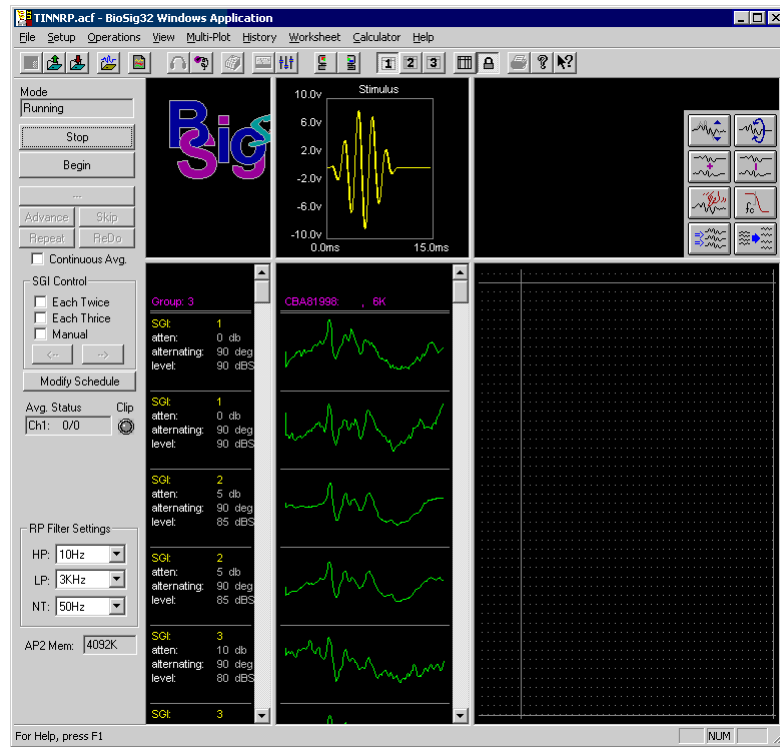 TINNRP.acf - BioSig32 Windows Application
File Setup Operations View Multi-Plot History Worksheet Calculator Help
1 2 3
Mode
Running
Stop
Begin
...
Advance Skip
Repeat ReDo
Continuous Avg.
SGI Control
Each Twice
Each Thrice
Manual
<-- -->
Modify Schedule
Avg. Status Clip
Ch1: 0/0
RP Filter Settings
HP: 10Hz
LP: 3KHz
NT: 50Hz
AP2 Mem: 4092K
BioSig
Stimulus
10.0v
6.0v
2.0v
-2.0v
-6.0v
-10.0v
0.0ms 15.0ms
fc
Group: 3
SGI: 1
atten: 0 db
alternating: 90 deg
level: 90 dBS
SGI: 1
atten: 0 db
alternating: 90 deg
level: 90 dBS
SGI: 2
atten: 5 db
alternating: 90 deg
level: 85 dBS
SGI: 2
atten: 5 db
alternating: 90 deg
level: 85 dBS
SGI: 3
atten: 10 db
alternating: 90 deg
level: 80 dBS
SGI: 3
CBA81998: , 6K
For Help, press F1
NUM